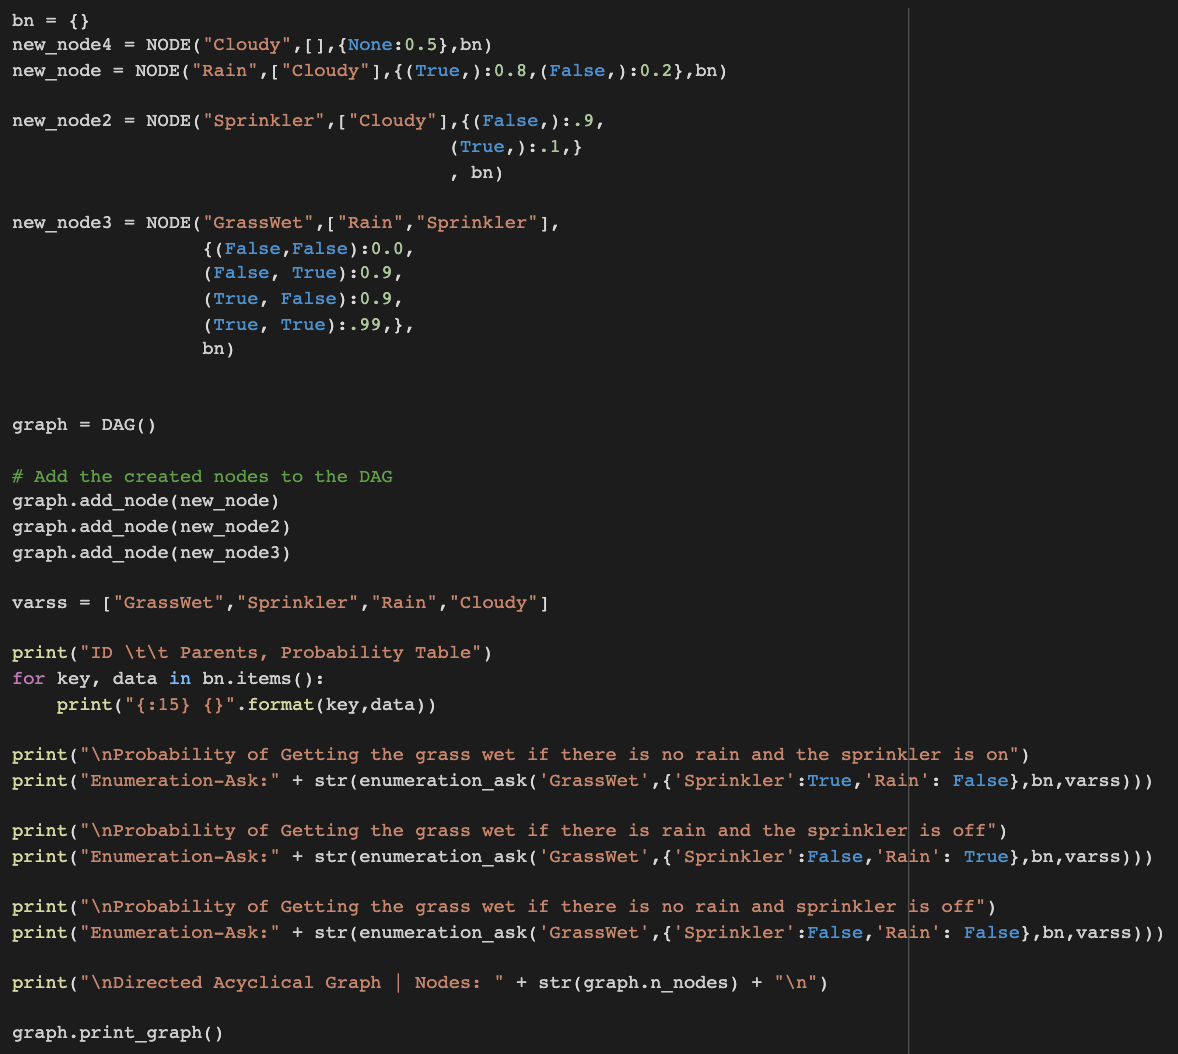 bn = {}
new_node4 = NODE("Cloudy",[],{None:0.5},bn)
new_node = NODE("Rain",["Cloudy"],{(True,):0.8,(False,):0.2},bn)
new_node2 = NODE("Sprinkler",["Cloudy"],{(False,):.9,
(True,):.1,}
, bn)
new_node3 = NODE("GrassWet",["Rain","Sprinkler"],
{(False,False):0.0,
(False, True):0.9,
(True, False):0.9,
(True, True):.99,},
bn)
graph = DAG()
# Add the created nodes to the DAG
graph.add_node(new_node)
graph.add_node(new_node2)
graph.add_node(new_node3)
varss = ["GrassWet","Sprinkler","Rain","Cloudy"]
print("ID \t\t Parents, Probability Table")
for key, data in bn.items():
print("{:15} {}".format(key,data))
print("\nProbability of Getting the grass wet if there is no rain and the sprinkler is on")
print("Enumeration-Ask:" + str(enumeration_ask('GrassWet',{'Sprinkler':True,'Rain': False},bn,varss)))
print("\nProbability of Getting the grass wet if there is rain and the sprinkler is off")
print("Enumeration-Ask:" + str(enumeration_ask('GrassWet',{'Sprinkler':False,'Rain': True},bn,varss)))
print("\nProbability of Getting the grass wet if there is no rain and sprinkler is off")
print("Enumeration-Ask:" + str(enumeration_ask('GrassWet',{'Sprinkler':False,'Rain': False},bn,varss)))
print("\nDirected Acyclical Graph | Nodes: " + str(graph.n_nodes) + "\n")
graph.print_graph()